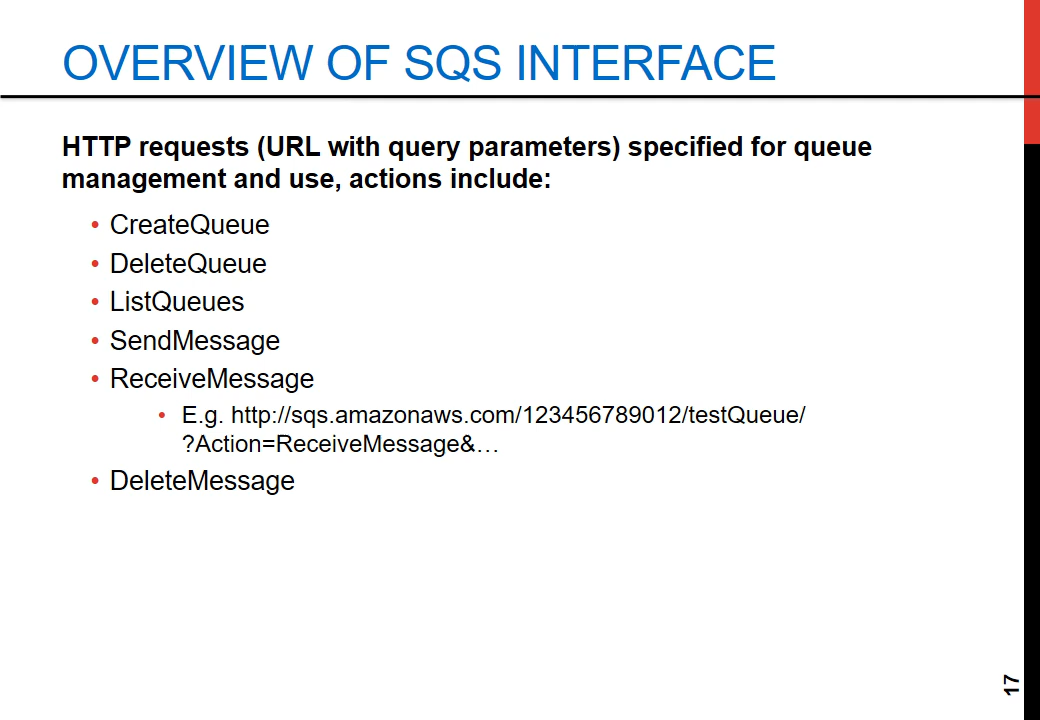 OVERVIEW OF SQS INTERFACE
HTTP requests (URL with query parameters) specified for queue
management and use, actions include:
• CreateQueue
• DeleteQueue
• ListQueues
• SendMessage
• ReceiveMessage
• E.g. http://sqs.amazonaws.com/123456789012/testQueue/
?Action=ReceiveMessage&…
• DeleteMessage
17